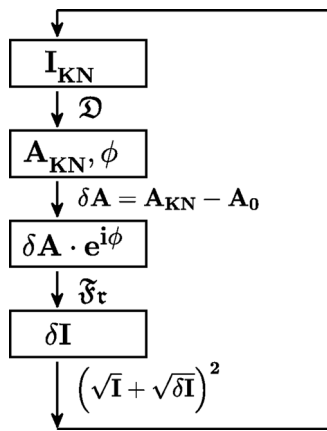 I_KN
𝔇
A_KN, ϕ
δA = A_KN − A_0
δA · e^iϕ
𝔉𝔯
δI
(√I + √δI)^2